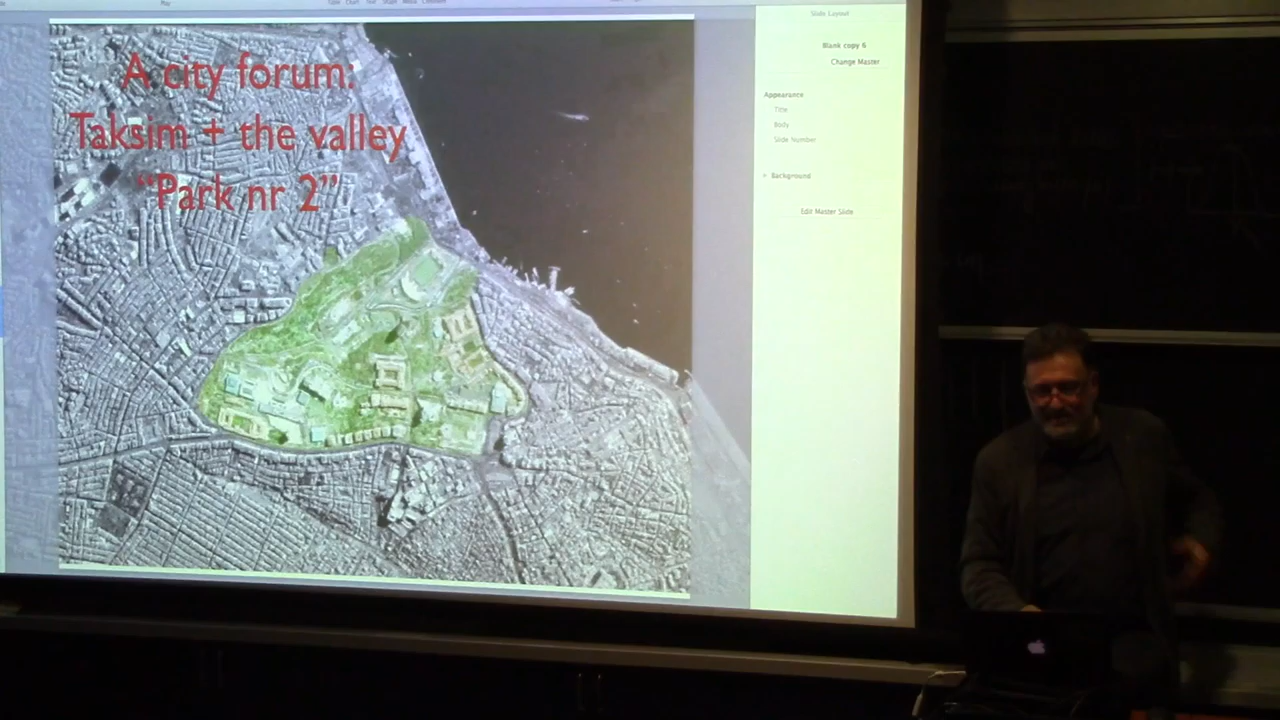 Play
Slide Layout
Blank copy 6
Change Master
A city forum:
Taksim + the valley
“Park nr 2”
Appearance
Title
Body
Slide Number
Background
Edit Master Slide